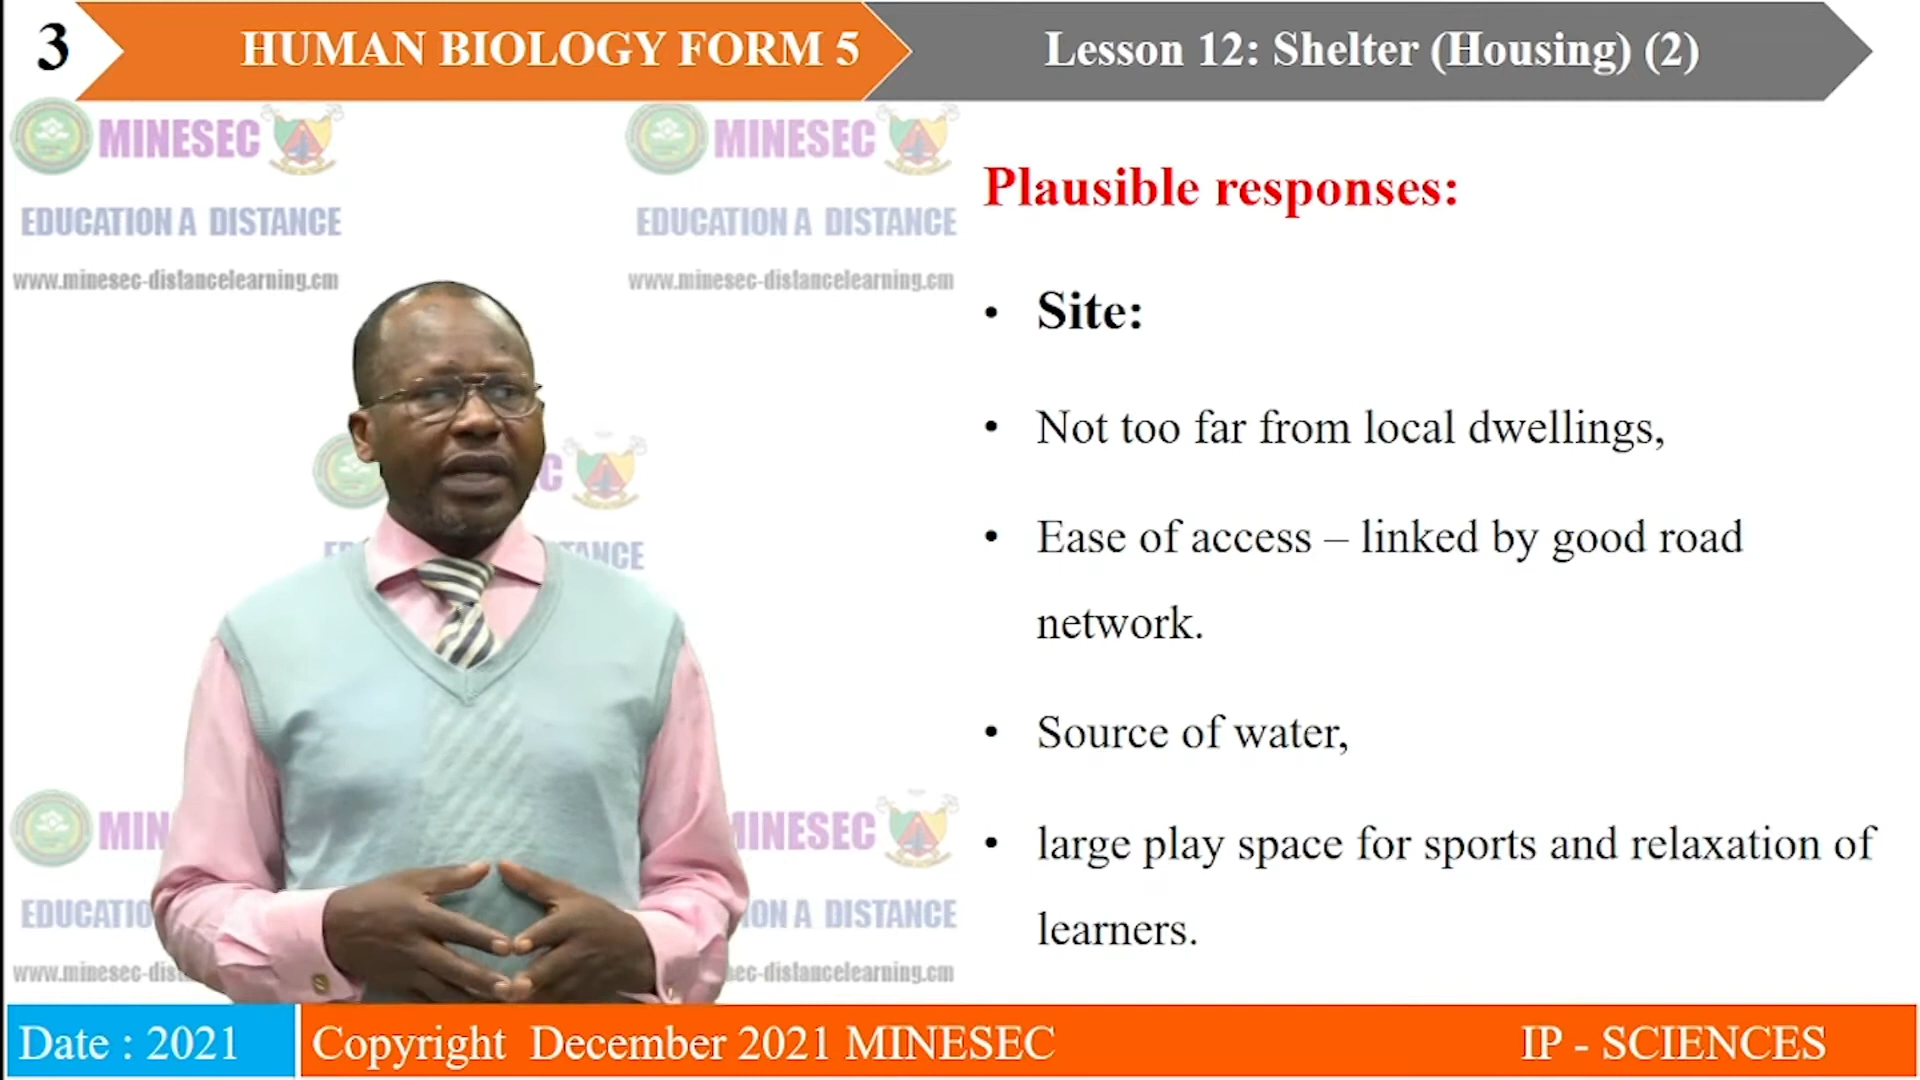 3
HUMAN BIOLOGY FORM 5
Lesson 12: Shelter (Housing) (2)
MINESEC
MINESEC
EDUCATION A DISTANCE
EDUCATION A DISTANCE
www.minesec-distancelearning.cm
www.minesec-distancelearning.cm
Plausible responses:
• Site:
• Not too far from local dwellings,
• Ease of access – linked by good road
network.
• Source of water,
• large play space for sports and relaxation of
learners.
Date : 2021
Copyright December 2021 MINESEC
IP - SCIENCES